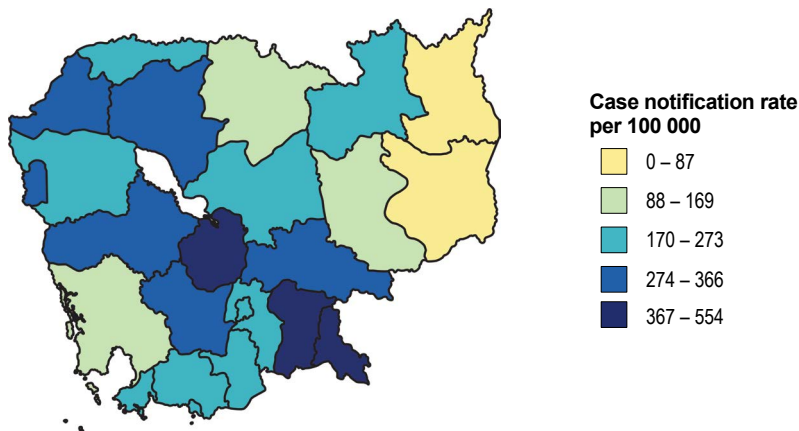 Case notification rate
per 100 000
0 – 87
88 – 169
170 – 273
274 – 366
367 – 554